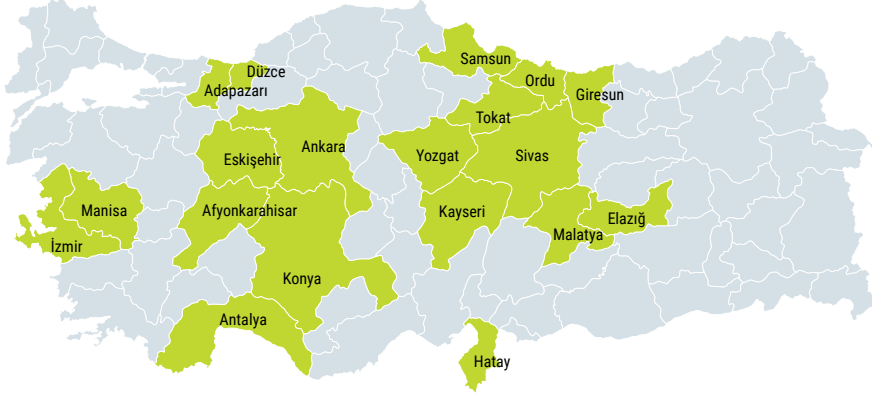 Samsun
Düzce
Ordu
Adapazarı
Giresun
Tokat
Ankara
Yozgat
Sivas
Eskişehir
Manisa
Afyonkarahisar
Kayseri
Elazığ
Malatya
İzmir
Konya
Antalya
Hatay